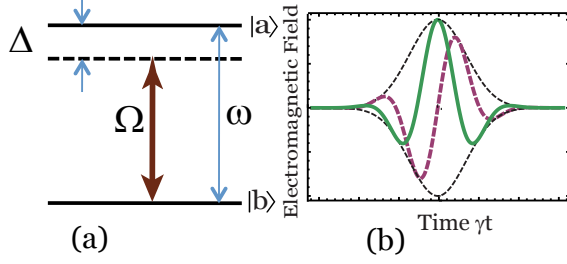 |a⟩
Δ
Ω
ω
|b⟩
(a)
Electromagnetic Field
Time γt
(b)